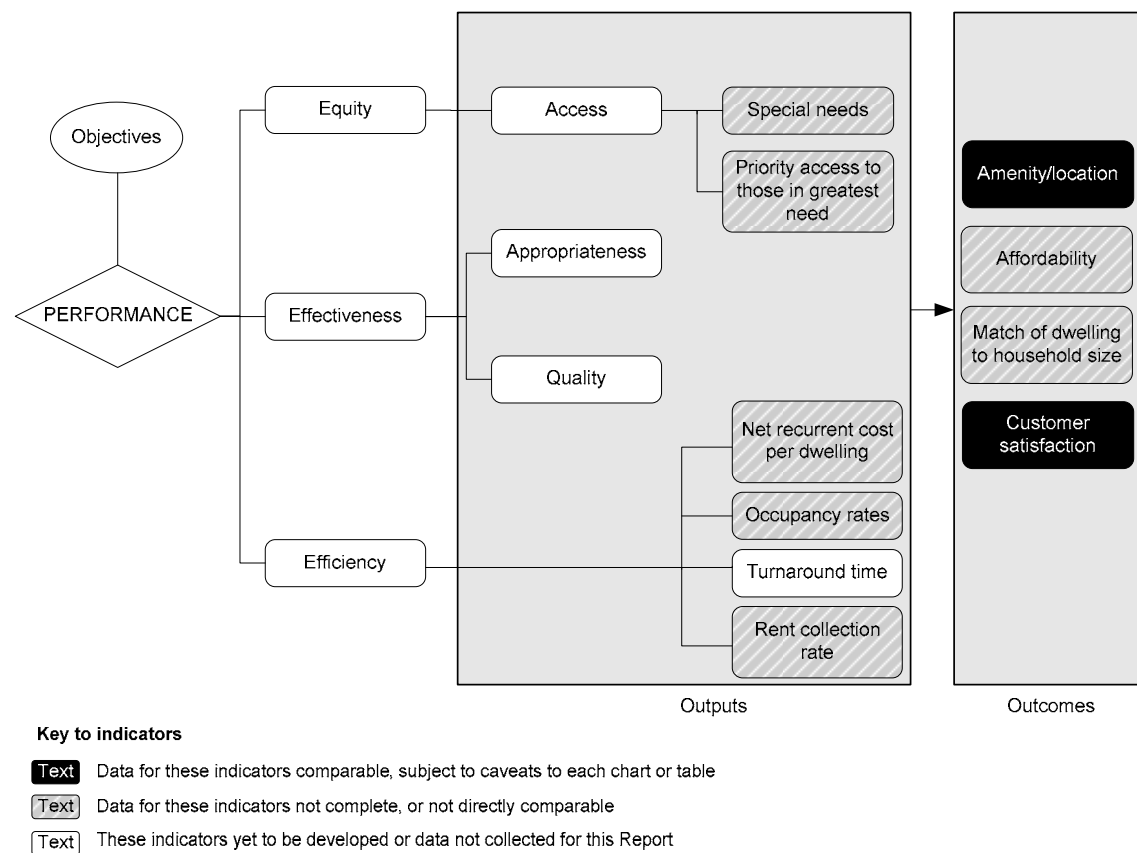 Objectives
PERFORMANCE
Equity
Effectiveness
Efficiency
Access
Appropriateness
Quality
Special needs
Priority access to
those in greatest
need
Net recurrent cost
per dwelling
Occupancy rates
Turnaround time
Rent collection
rate
Outputs
Amenity/location
Affordability
Match of dwelling
to household size
Customer
satisfaction
Outcomes
Key to indicators
Text Data for these indicators comparable, subject to caveats to each chart or table
Text Data for these indicators not complete, or not directly comparable
Text These indicators yet to be developed or data not collected for this Report